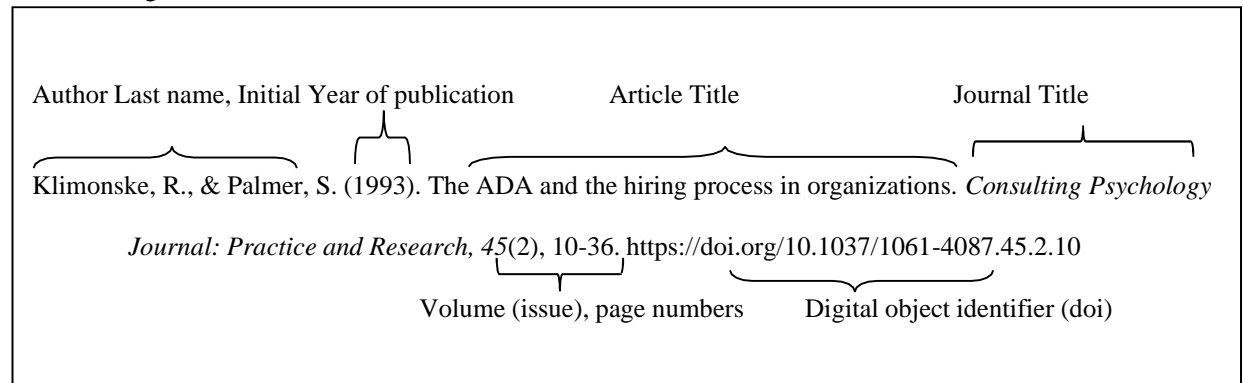 Author Last name, Initial Year of publication Article Title Journal Title
Klimonske, R., & Palmer, S. (1993). The ADA and the hiring process in organizations. Consulting Psychology
Journal: Practice and Research, 45(2), 10-36. https://doi.org/10.1037/1061-4087.45.2.10
Volume (issue), page numbers Digital object identifier (doi)